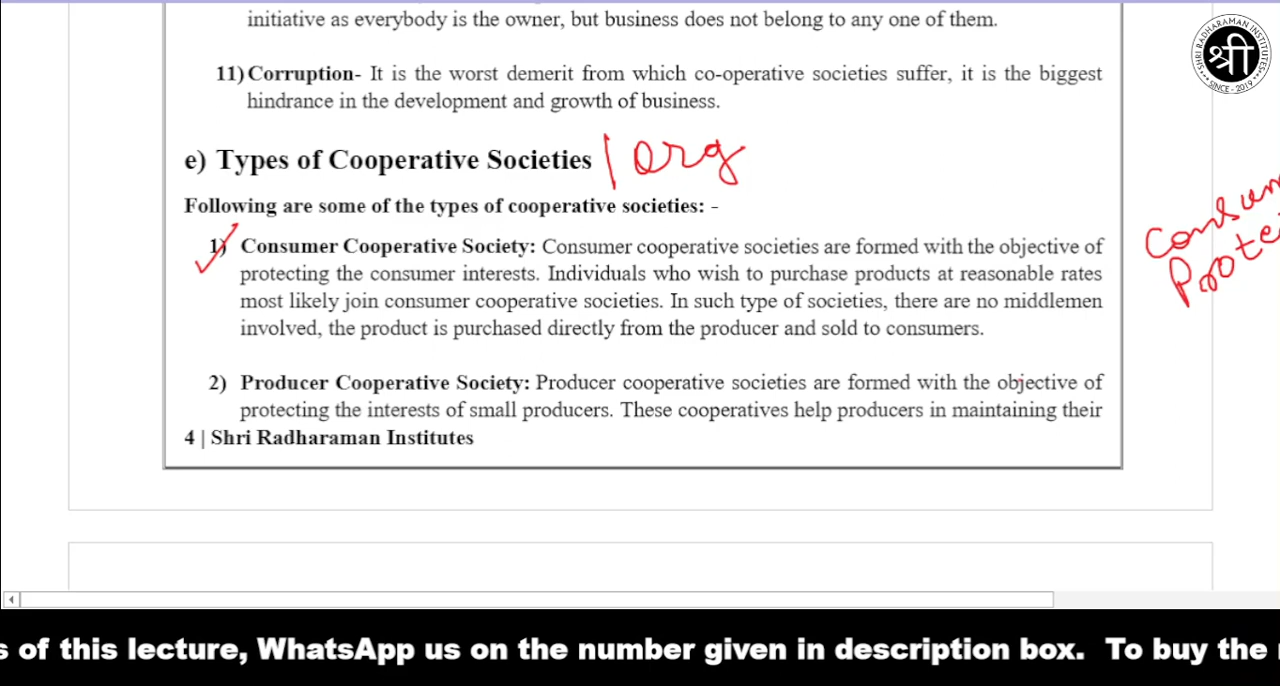 initiative as everybody is the owner, but business does not belong to any one of them.
SHRI RADHARAMAN INSTITUTES
श्री
SINCE - 2019
11) Corruption- It is the worst demerit from which co-operative societies suffer, it is the biggest
hindrance in the development and growth of business.
e) Types of Cooperative Societies / org
Following are some of the types of cooperative societies: -
1) Consumer Cooperative Society: Consumer cooperative societies are formed with the objective of
protecting the consumer interests. Individuals who wish to purchase products at reasonable rates
most likely join consumer cooperative societies. In such type of societies, there are no middlemen
involved, the product is purchased directly from the producer and sold to consumers.
Consum
Prote
2) Producer Cooperative Society: Producer cooperative societies are formed with the objective of
protecting the interests of small producers. These cooperatives help producers in maintaining their
4 | Shri Radharaman Institutes
s of this lecture, WhatsApp us on the number given in description box. To buy the